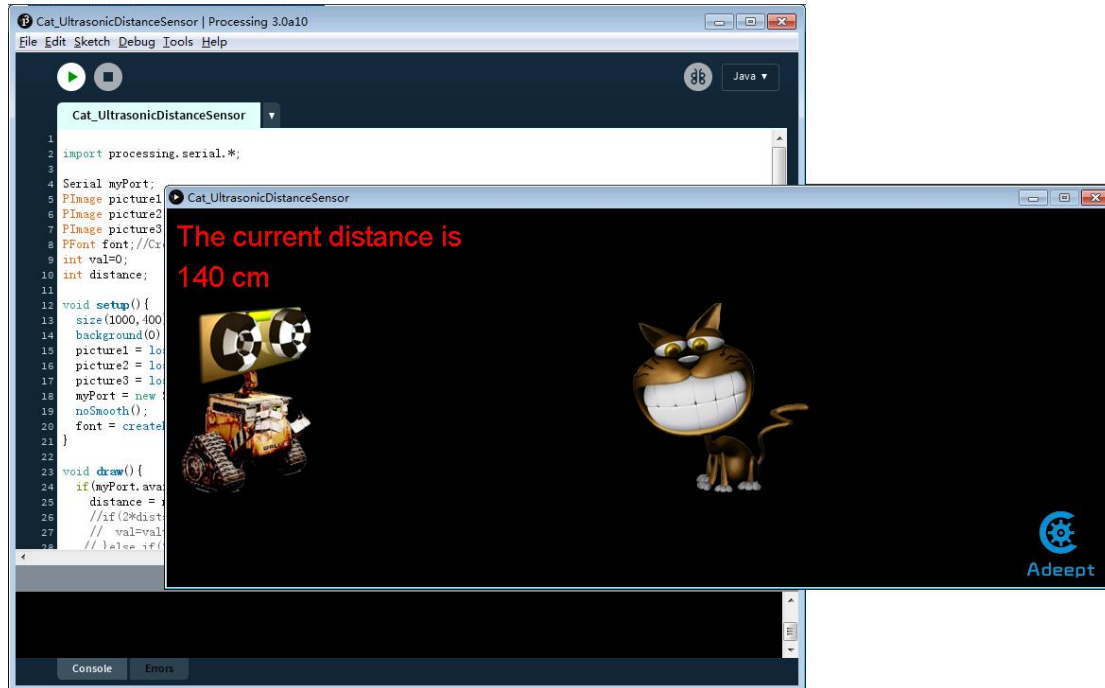 Cat_UltrasonicDistanceSensor | Processing 3.0a10
File Edit Sketch Debug Tools Help
Java ▼
Cat_UltrasonicDistanceSensor ▼
1
2 import processing.serial.*;
3
4 Serial myPort;
5 PImage picture1
6 PImage picture2
7 PImage picture3
8 PFont font;//Cr
9 int val=0;
10 int distance;
11
12 void setup(){
13 size(1000,400
14 background(0)
15 picture1 = lo
16 picture2 = lo
17 picture3 = lo
18 myPort = new
19 noSmooth();
20 font = create
21 }
22
23 void draw(){
24 if(myPort.avai
25 distance =
26 //if(2*dist
27 // val=val
28 // }else if(
Cat_UltrasonicDistanceSensor
The current distance is
140 cm
WALL·E
Adeept
Console Errors